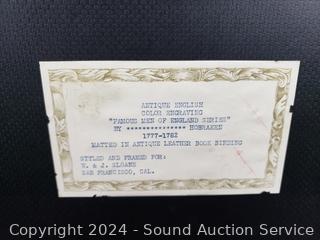 ANTIQUE ENGLISH
COLOR ENGRAVING
"FAMOUS MEN OF ENGLAND SERIES"
BY *************** HOBRAKEN
1777-1782
MATTED IN ANTIQUE LEATHER BOOK BINDING
STYLED AND FRAMED FOR:
W. & J. SLOANE
SAN FRANCISCO, CAL.
Copyright 2024 - Sound Auction Service